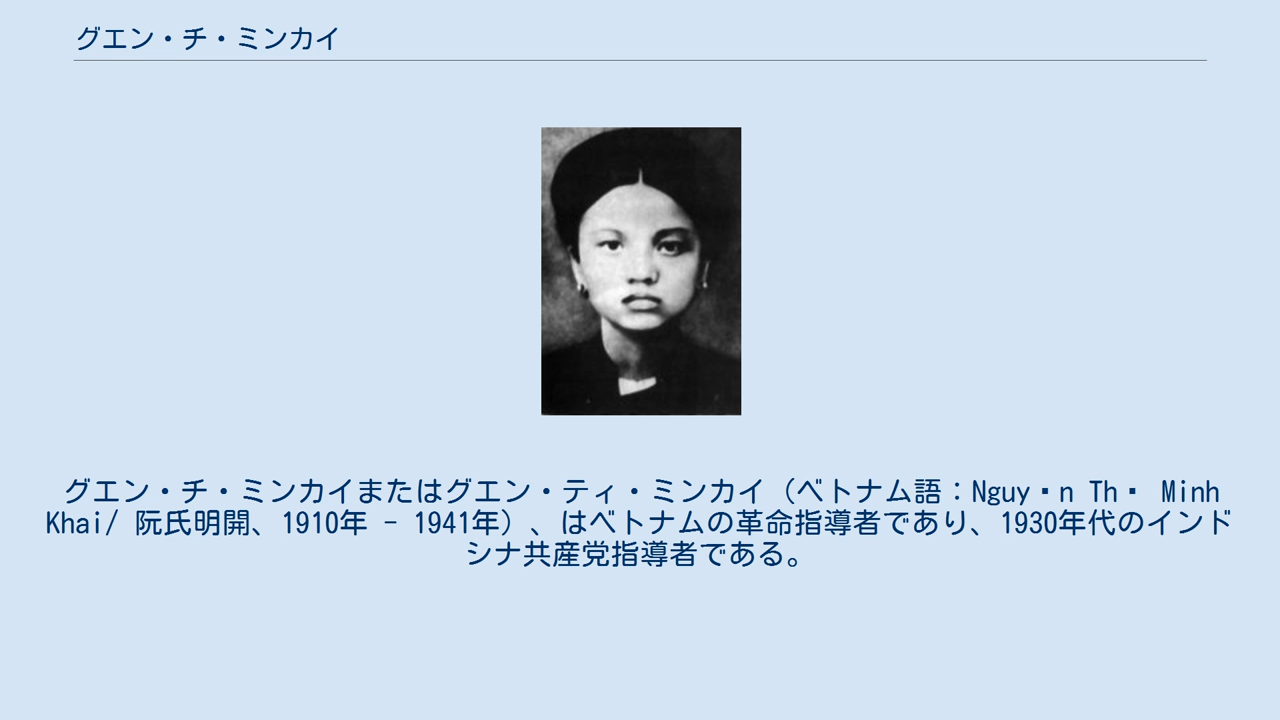 グエン・チ・ミンカイ
グエン・チ・ミンカイまたはグエン・ティ・ミンカイ（ベトナム語：Nguy▪n Th▪ Minh
Khai/ 阮氏明開、1910年 - 1941年）、はベトナムの革命指導者であり、1930年代のインド
シナ共産党指導者である。